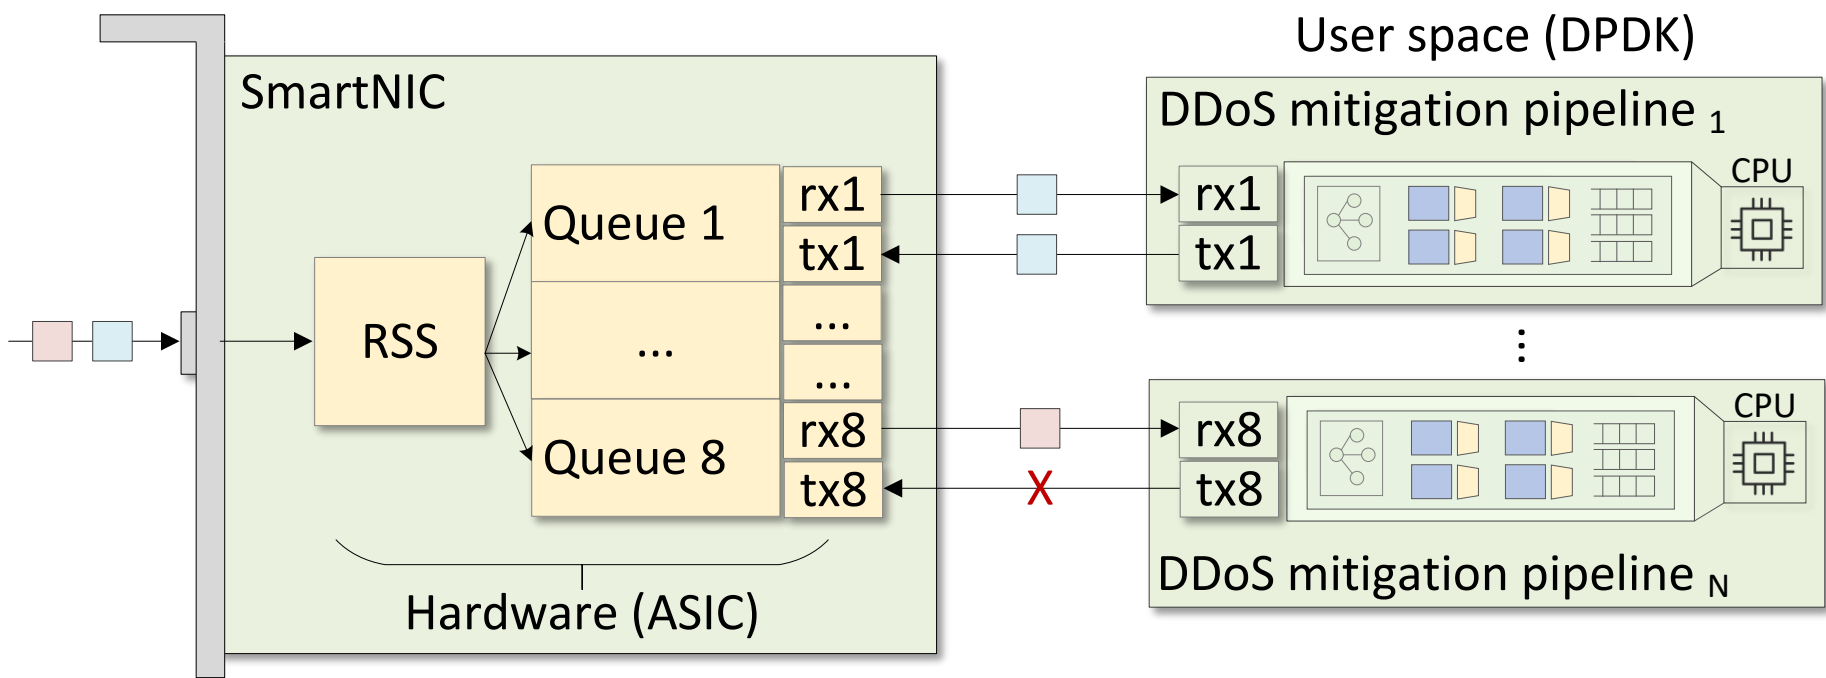 User space (DPDK)
SmartNIC
DDoS mitigation pipeline 1
CPU
Queue 1
rx1
tx1
rx1
tx1
RSS
...
...
...
⋮
Queue 8
rx8
tx8
X
rx8
tx8
CPU
DDoS mitigation pipeline N
Hardware (ASIC)